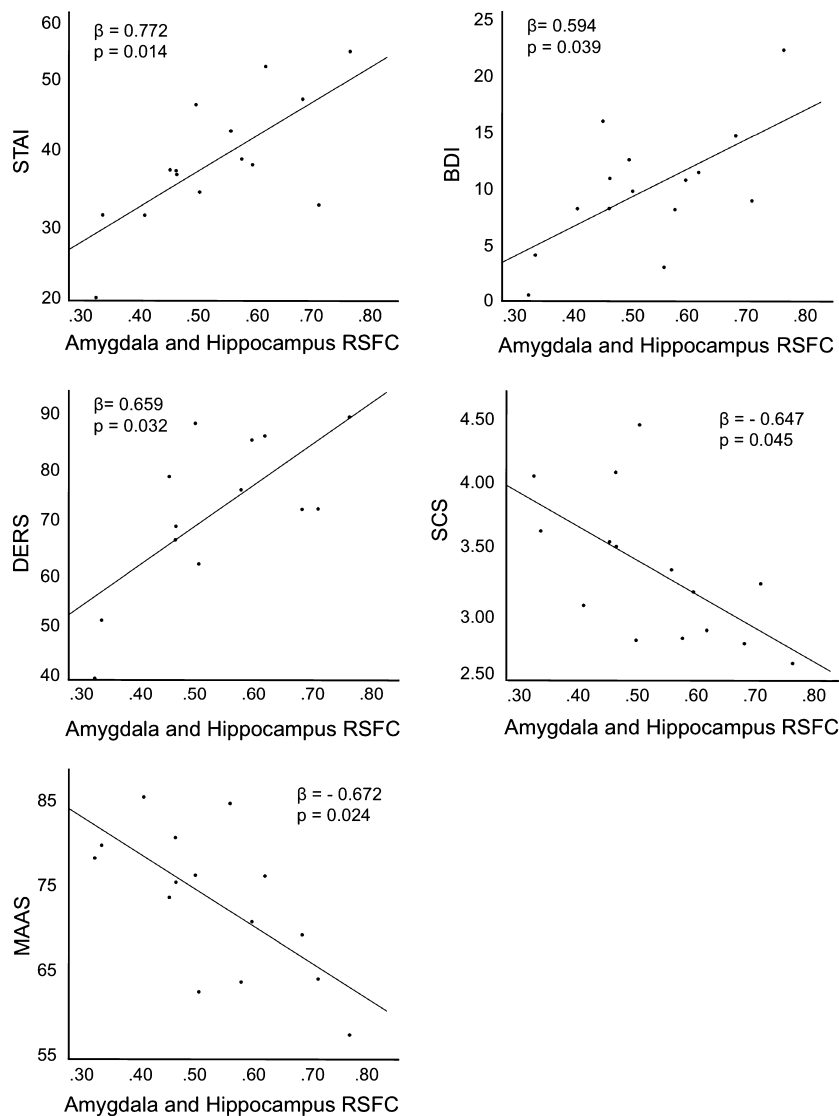 60
50
40
30
20
STAI
β = 0.772
p = 0.014
.30 .40 .50 .60 .70 .80
Amygdala and Hippocampus RSFC
25
20
15
10
5
0
BDI
β= 0.594
p = 0.039
.30 .40 .50 .60 .70 .80
Amygdala and Hippocampus RSFC
90
80
70
60
50
40
DERS
β= 0.659
p = 0.032
.30 .40 .50 .60 .70 .80
Amygdala and Hippocampus RSFC
4.50
4.00
3.50
3.00
2.50
SCS
β = - 0.647
p = 0.045
.30 .40 .50 .60 .70 .80
Amygdala and Hippocampus RSFC
85
75
65
55
MAAS
β = - 0.672
p = 0.024
.30 .40 .50 .60 .70 .80
Amygdala and Hippocampus RSFC